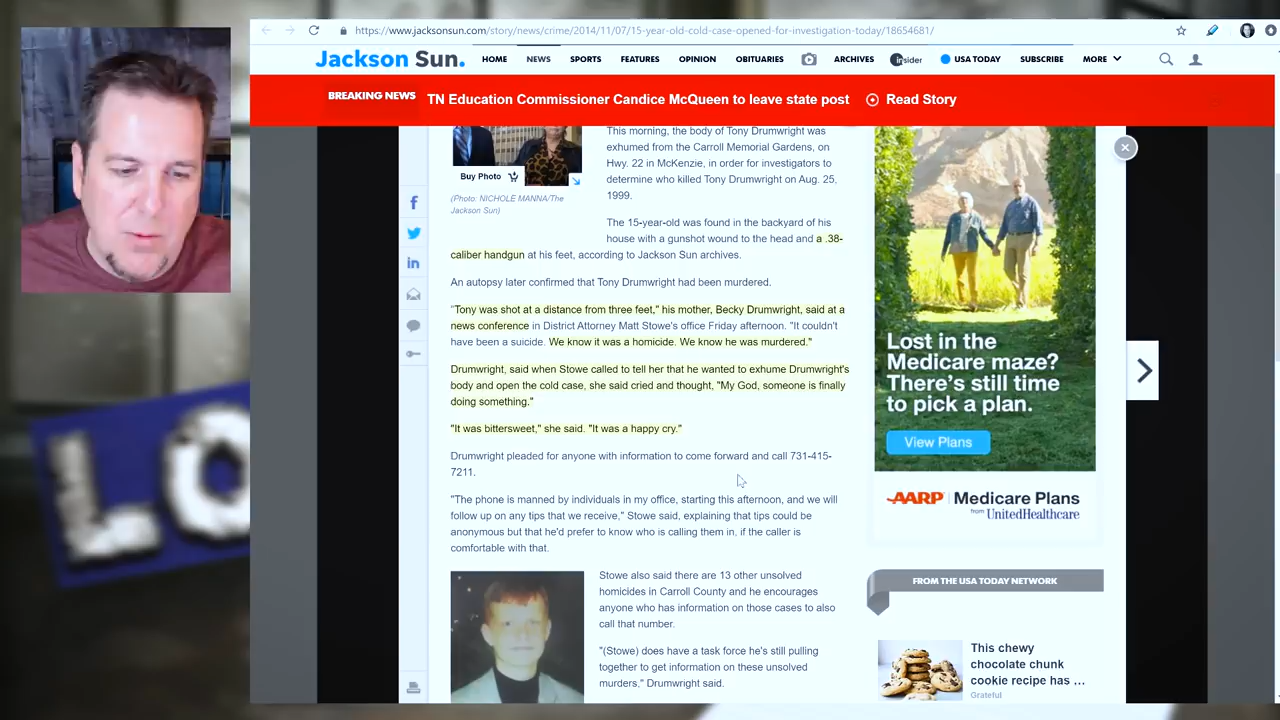 https://www.jacksonsun.com/story/news/crime/2014/11/07/15-year-old-cold-case-opened-for-investigation-today/18654681/
Jackson Sun.
HOME
NEWS
SPORTS
FEATURES
OPINION
OBITUARIES
ARCHIVES
insider
USA TODAY
SUBSCRIBE
MORE
BREAKING NEWS
TN Education Commissioner Candice McQueen to leave state post
Read Story
Buy Photo
(Photo: NICHOLE MANNA/The
Jackson Sun)
This morning, the body of Tony Drumwright was
exhumed from the Carroll Memorial Gardens, on
Hwy. 22 in McKenzie, in order for investigators to
determine who killed Tony Drumwright on Aug. 25,
1999.
The 15-year-old was found in the backyard of his
house with a gunshot wound to the head and a .38-
caliber handgun at his feet, according to Jackson Sun archives.
An autopsy later confirmed that Tony Drumwright had been murdered.
"Tony was shot at a distance from three feet," his mother, Becky Drumwright, said at a
news conference in District Attorney Matt Stowe's office Friday afternoon. "It couldn't
have been a suicide. We know it was a homicide. We know he was murdered."
Drumwright, said when Stowe called to tell her that he wanted to exhume Drumwright's
body and open the cold case, she said cried and thought, "My God, someone is finally
doing something."
"It was bittersweet," she said. "It was a happy cry."
Drumwright pleaded for anyone with information to come forward and call 731-415-
7211.
"The phone is manned by individuals in my office, starting this afternoon, and we will
follow up on any tips that we receive," Stowe said, explaining that tips could be
anonymous but that he'd prefer to know who is calling them in, if the caller is
comfortable with that.
Stowe also said there are 13 other unsolved
homicides in Carroll County and he encourages
anyone who has information on those cases to also
call that number.
"(Stowe) does have a task force he's still pulling
together to get information on these unsolved
murders," Drumwright said.
Lost in the
Medicare maze?
There's still time
to pick a plan.
View Plans
AARP Medicare Plans
from UnitedHealthcare
FROM THE USA TODAY NETWORK
This chewy
chocolate chunk
cookie recipe has ...
Grateful
LO